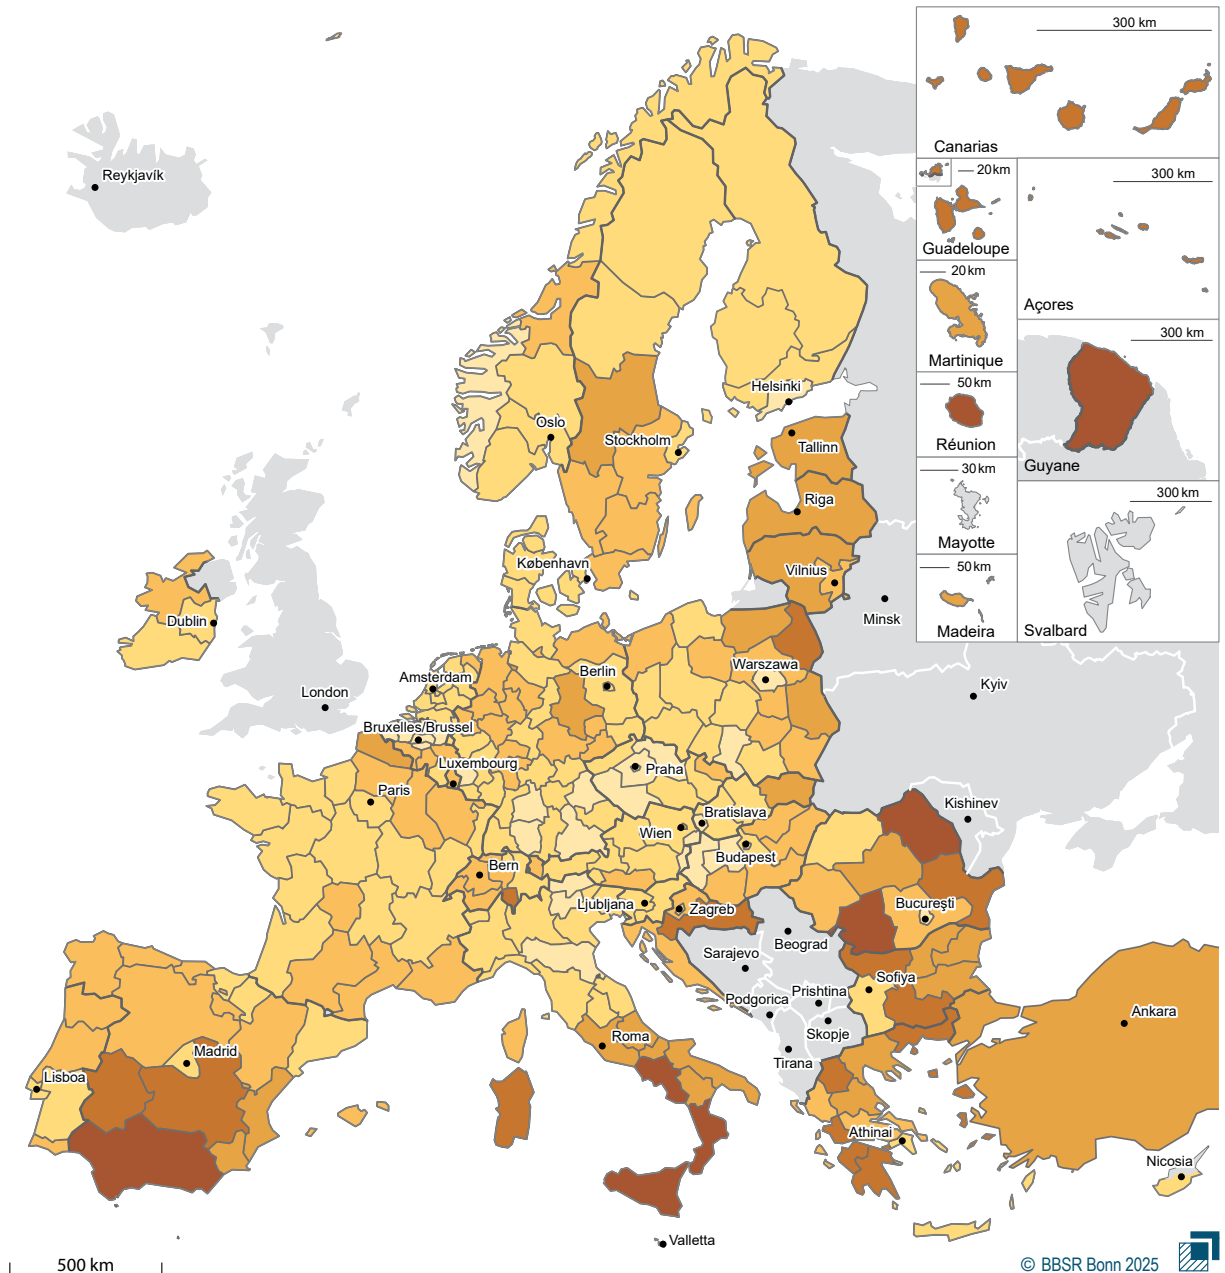 300 km
Canarias
20 km
Guadeloupe
300 km
Açores
20 km
Martinique
300 km
Guyane
50 km
Réunion
30 km
Mayotte
300 km
Svalbard
50 km
Madeira
Reykjavík
Helsinki
Oslo
Stockholm
Tallinn
Riga
København
Vilnius
Minsk
Dublin
London
Amsterdam
Berlin
Warszawa
Kyiv
Bruxelles/Brussel
Luxembourg
Praha
Paris
Kishinev
Bratislava
Wien
Budapest
Bern
Ljubljana
Zagreb
Bucureşti
Beograd
Sarajevo
Sofiya
Prishtina
Podgorica
Skopje
Ankara
Roma
Tirana
Madrid
Lisboa
Athinai
Nicosia
Valletta
500 km
© BBSR Bonn 2025